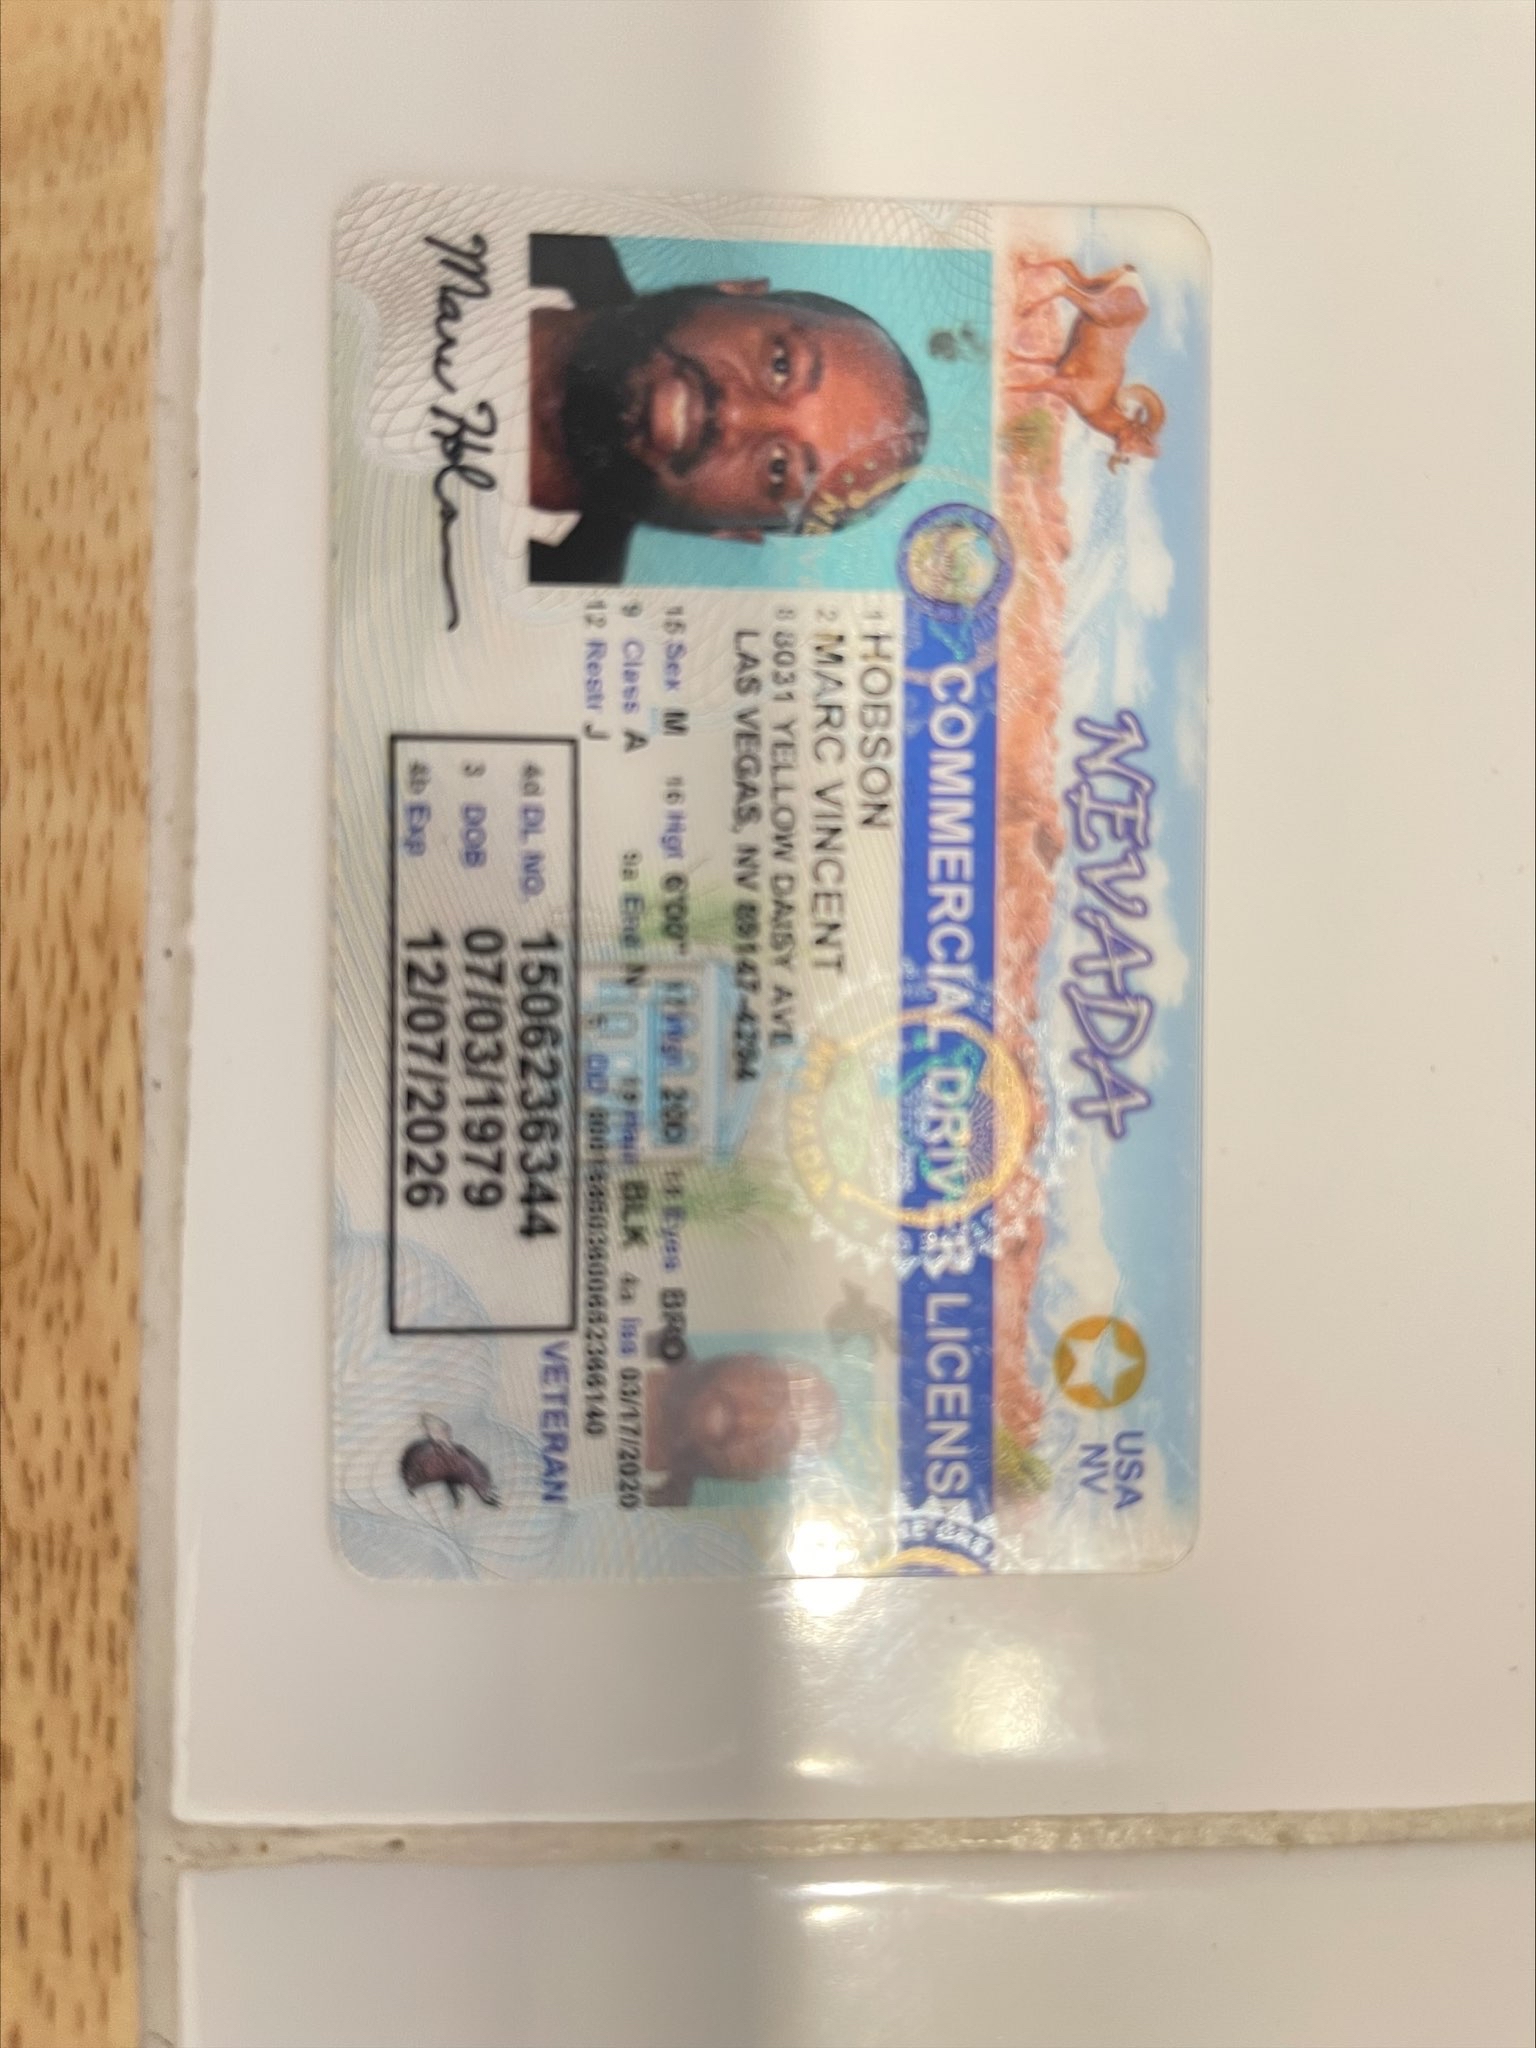 NEVADA
USA
NV
COMMERCIAL DRIVER LICENSE
1 HOBSON
2 MARC VINCENT
8 8031 YELLOW DAISY AVE
LAS VEGAS, NV 89147-4294
15 Sex M 16 Hgt 6'00" 17 Wgt 200 18 Eyes BRO
9 Class A 9a End N 19 Hair BLK 4a Iss 03/17/2020
12 Restr J 5 DD
4d DL NO. 1506236344
3 DOB 07/03/1979
4b Exp 12/07/2026
VETERAN
Marc Hobson
NEVADA